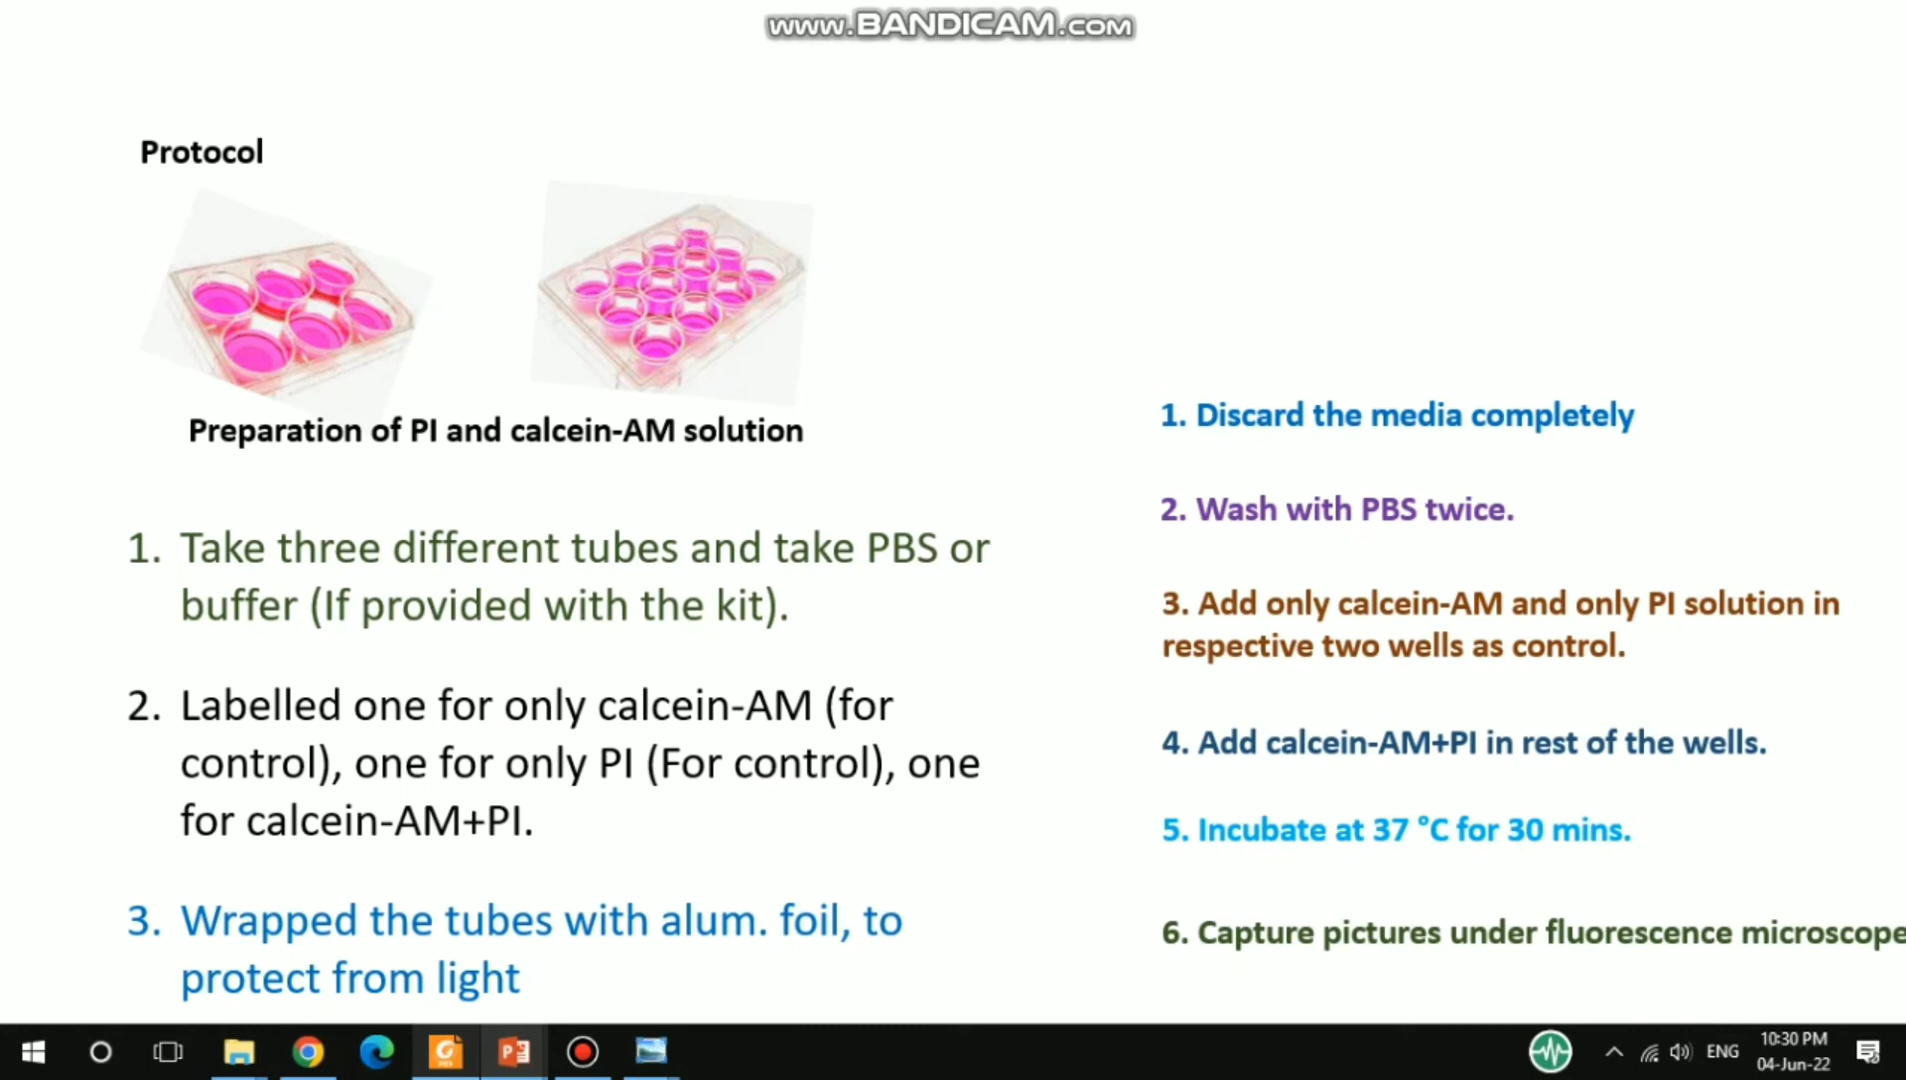 www.BANDICAM.com
Protocol
Preparation of PI and calcein-AM solution
1. Take three different tubes and take PBS or
buffer (If provided with the kit).
2. Labelled one for only calcein-AM (for
control), one for only PI (For control), one
for calcein-AM+PI.
3. Wrapped the tubes with alum. foil, to
protect from light
1. Discard the media completely
2. Wash with PBS twice.
3. Add only calcein-AM and only PI solution in
respective two wells as control.
4. Add calcein-AM+PI in rest of the wells.
5. Incubate at 37 °C for 30 mins.
6. Capture pictures under fluorescence microscope
ENG
10:30 PM
04-Jun-22